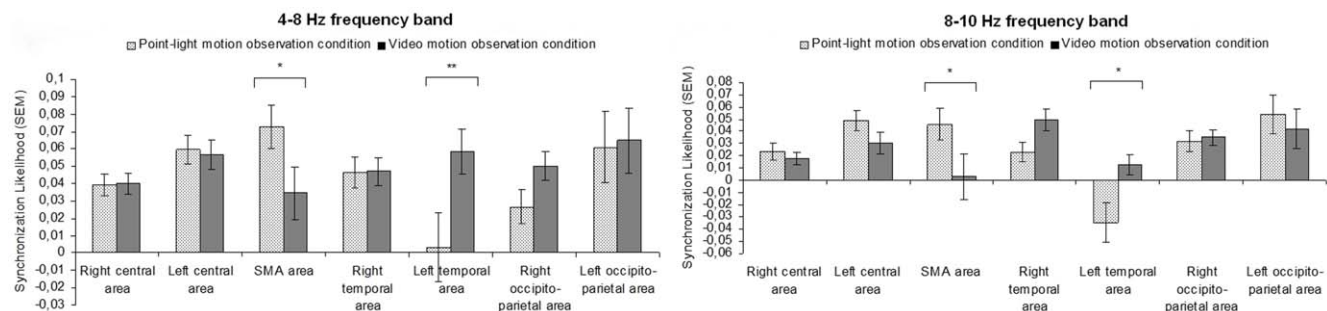 4-8 Hz frequency band
Point-light motion observation condition Video motion observation condition
Synchronization Likelihood (SEM)
0,1
0,09
0,08
0,07
0,06
0,05
0,04
0,03
0,02
0,01
0
-0,01
-0,02
-0,03
*
**
Right central area
Left central area
SMA area
Right temporal area
Left temporal area
Right occipito-parietal area
Left occipito-parietal area
8-10 Hz frequency band
Point-light motion observation condition Video motion observation condition
Synchronization Likelihood (SEM)
0,08
0,07
0,06
0,05
0,04
0,03
0,02
0,01
0
-0,01
-0,02
-0,03
-0,04
-0,05
-0,06
*
*
Right central area
Left central area
SMA area
Right temporal area
Left temporal area
Right occipito-parietal area
Left occipito-parietal area